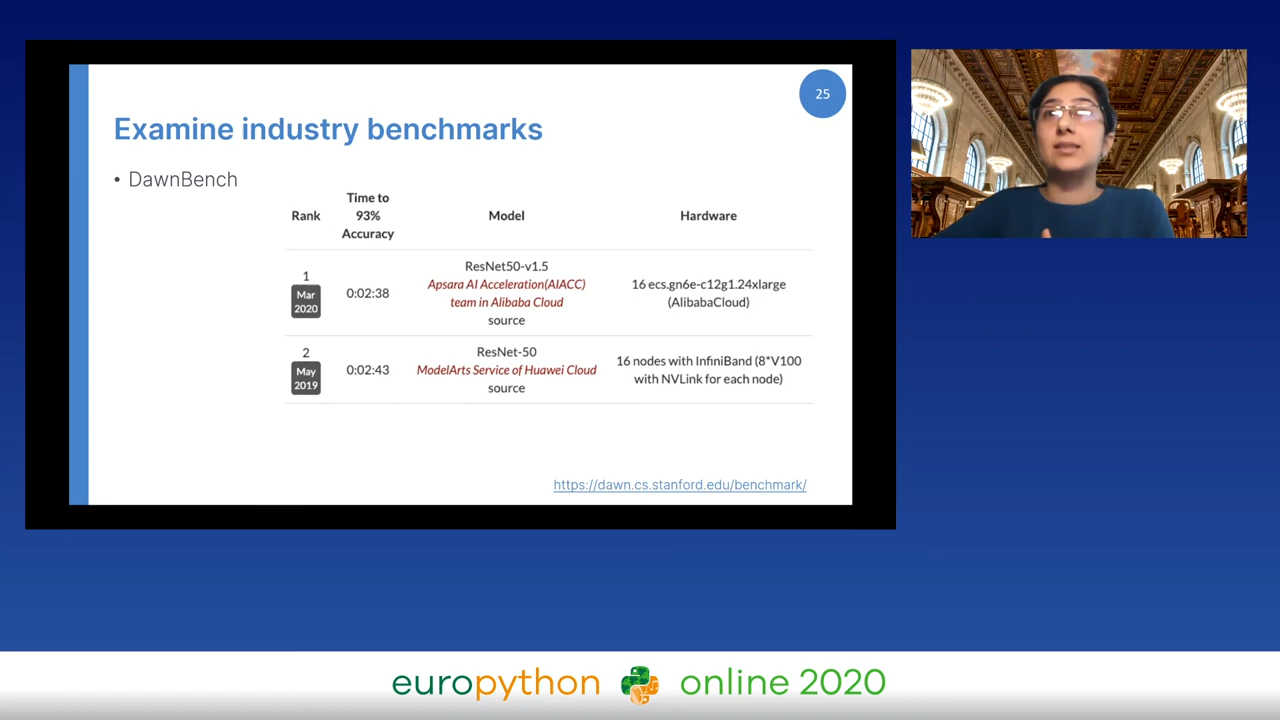 25
Examine industry benchmarks
• DawnBench
Rank
Time to
93%
Accuracy
Model
Hardware
1
Mar
2020
0:02:38
ResNet50-v1.5
Apsara AI Acceleration(AIACC)
team in Alibaba Cloud
source
16 ecs.gn6e-c12g1.24xlarge
(AlibabaCloud)
2
May
2019
0:02:43
ResNet-50
ModelArts Service of Huawei Cloud
source
16 nodes with InfiniBand (8*V100
with NVLink for each node)
https://dawn.cs.stanford.edu/benchmark/
europython online 2020